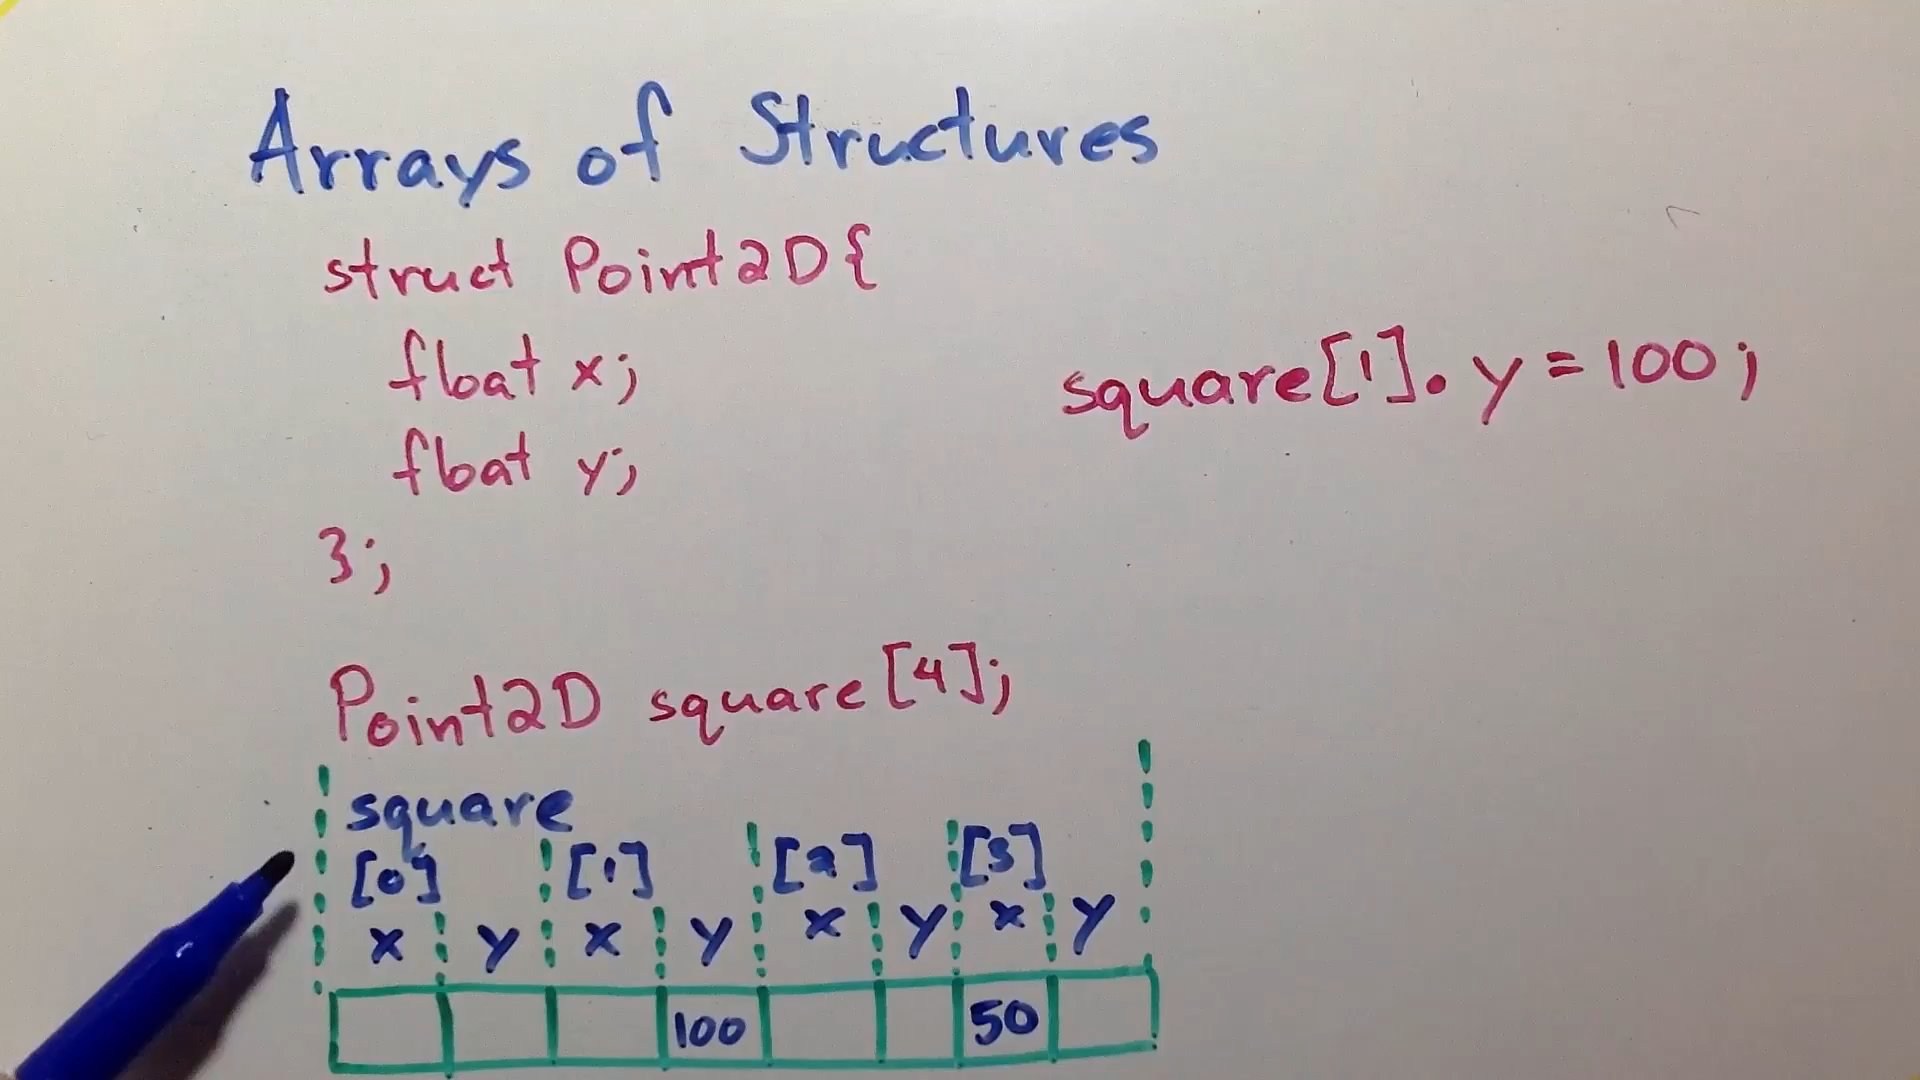 Arrays of Structures
struct Point2D{
float x;
float y;
};
square[1].y=100;
Point2D square[4];
square
[0] [1] [2] [3]
x y x y x y x y
100 50